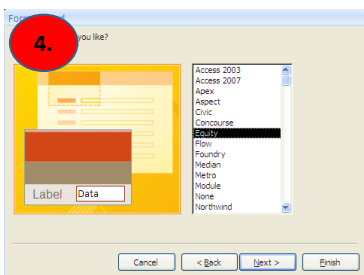 Form
4.
you like?
Access 2003
Access 2007
Apex
Aspect
Civic
Concourse
Equity
Flow
Foundry
Median
Metro
Module
None
Northwind
Label Data
Cancel < Back Next > Finish